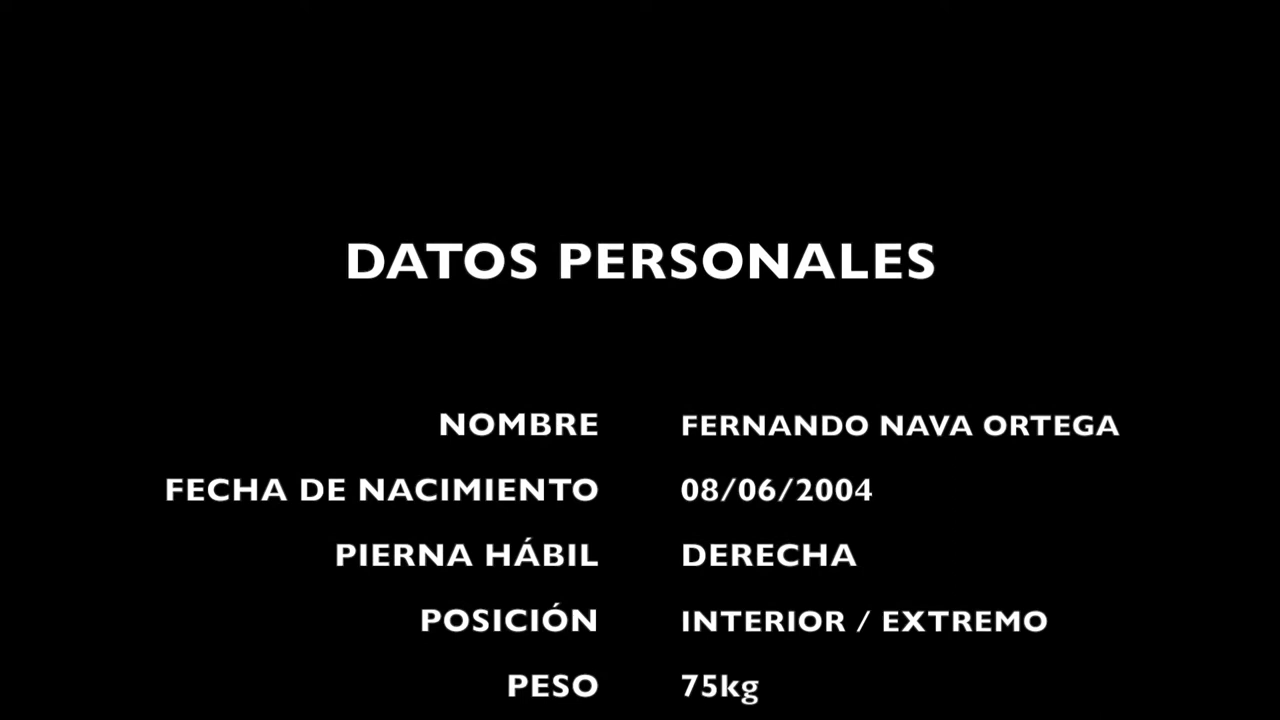 DATOS PERSONALES
NOMBRE FERNANDO NAVA ORTEGA
FECHA DE NACIMIENTO 08/06/2004
PIERNA HÁBIL DERECHA
POSICIÓN INTERIOR / EXTREMO
PESO 75kg